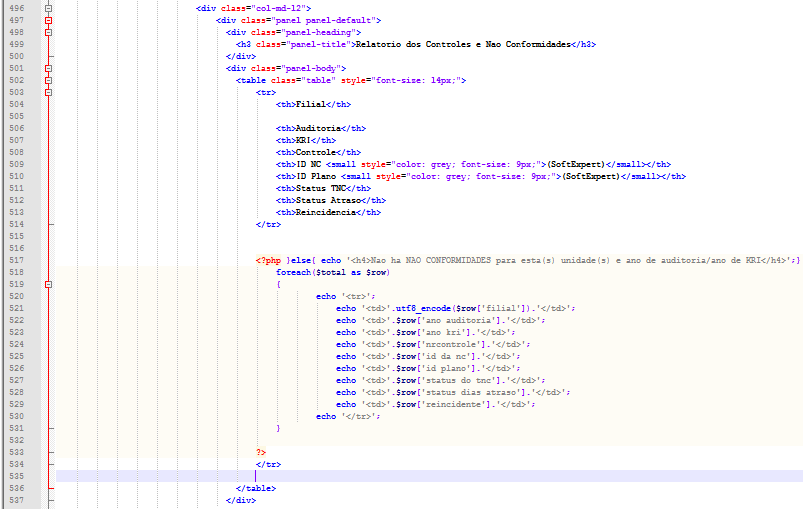 496 <div class="col-md-12">
497 <div class="panel panel-default">
498 <div class="panel-heading">
499 <h3 class="panel-title">Relatorio dos Controles e Nao Conformidades</h3>
500 </div>
501 <div class="panel-body">
502 <table class="table" style="font-size: 14px;">
503 <tr>
504 <th>Filial</th>
505
506 <th>Auditoria</th>
507 <th>KRI</th>
508 <th>Controle</th>
509 <th>ID NC <small style="color: grey; font-size: 9px;">(SoftExpert)</small></th>
510 <th>ID Plano <small style="color: grey; font-size: 9px;">(SoftExpert)</small></th>
511 <th>Status TNC</th>
512 <th>Status Atraso</th>
513 <th>Reincidencia</th>
514 </tr>
515
516
517 <?php }else{ echo '<h4>Nao ha NAO CONFORMIDADES para esta(s) unidade(s) e ano de auditoria/ano de KRI</h4>';}
518 foreach($total as $row)
519 {
520 echo '<tr>';
521 echo '<td>'.utf8_encode($row['filial']).'</td>';
522 echo '<td>'.$row['ano auditoria'].'</td>';
523 echo '<td>'.$row['ano kri'].'</td>';
524 echo '<td>'.$row['nrcontrole'].'</td>';
525 echo '<td>'.$row['id da nc'].'</td>';
526 echo '<td>'.$row['id plano'].'</td>';
527 echo '<td>'.$row['status do tnc'].'</td>';
528 echo '<td>'.$row['status dias atraso'].'</td>';
529 echo '<td>'.$row['reincidente'].'</td>';
530 echo '</tr>';
531 }
532
533 ?>
534 </tr>
535
536 </table>
537 </div>